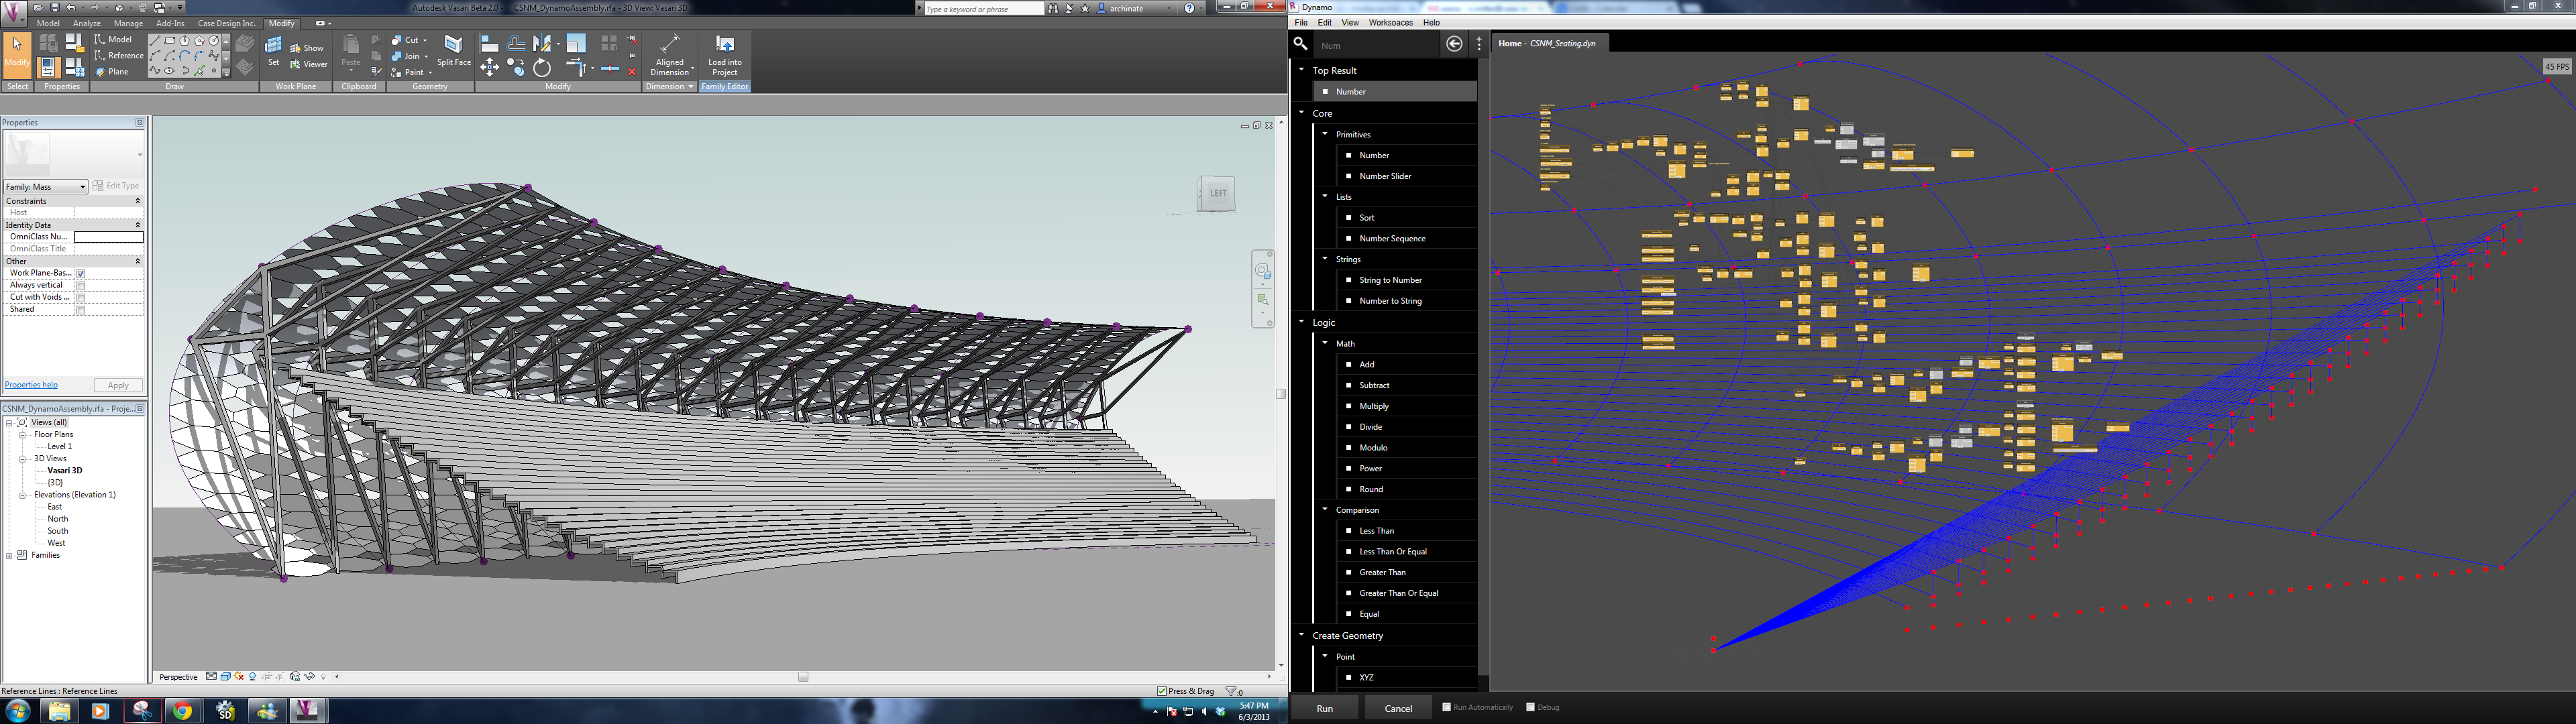 Autodesk Vasari Beta 2.0 - CSNM_DynamoAssembly.rfa - 3D View: Vasari 3D
Type a keyword or phrase
archinate
Model Analyze Manage Add-Ins Case Design Inc. Modify
Modify
Model
Reference
Plane
Set
Show
Viewer
Paste
Cut
Join
Paint
Split Face
Aligned
Dimension
Load into
Project
Select Properties Draw Work Plane Clipboard Geometry Modify Dimension Family Editor
Properties
Family: Mass
Edit Type
Constraints
Host
Identity Data
OmniClass Nu...
OmniClass Title
Other
Work Plane-Bas...
Always vertical
Cut with Voids ...
Shared
Properties help
Apply
CSNM_DynamoAssembly.rfa - Proje...
Views (all)
Floor Plans
Level 1
3D Views
Vasari 3D
{3D}
Elevations (Elevation 1)
East
North
South
West
Families
LEFT
Perspective
Reference Lines : Reference Lines
Press & Drag
:0
SD
5:47 PM
6/3/2013
Dynamo
File Edit View Workspaces Help
Num
Home - CSNM_Seating.dyn
45 FPS
Top Result
Number
Core
Primitives
Number
Number Slider
Lists
Sort
Number Sequence
Strings
String to Number
Number to String
Logic
Math
Add
Subtract
Multiply
Divide
Modulo
Power
Round
Comparison
Less Than
Less Than Or Equal
Greater Than
Greater Than Or Equal
Equal
Create Geometry
Point
XYZ
Run
Cancel
Run Automatically
Debug